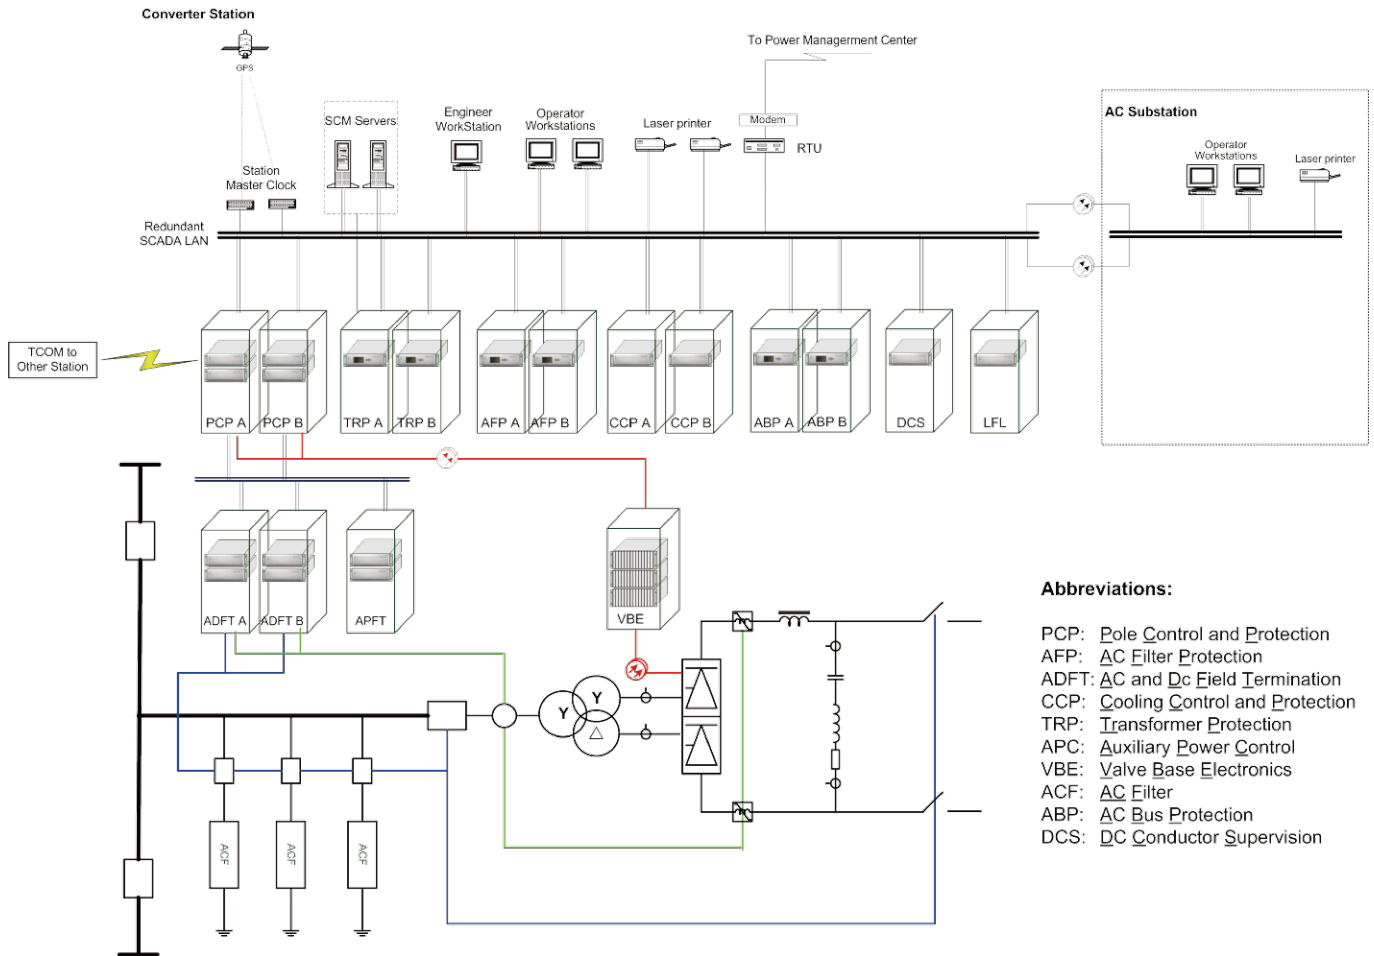 Converter Station
GPS
To Power Managerment Center
SCM Servers
Engineer
WorkStation
Operator
Workstations
Laser printer
Modem
RTU
AC Substation
Operator
Workstations
Laser printer
Station
Master Clock
Redundant
SCADA LAN
TCOM to
Other Station
PCP A
PCP B
TRP A
TRP B
AFP A
AFP B
CCP A
CCP B
ABP A
ABP B
DCS
LFL
ADFT A
ADFT B
APFT
VBE
Y
Y
△
ACF
ACF
ACF
Abbreviations:
PCP: Pole Control and Protection
AFP: AC Filter Protection
ADFT: AC and Dc Field Termination
CCP: Cooling Control and Protection
TRP: Transformer Protection
APC: Auxiliary Power Control
VBE: Valve Base Electronics
ACF: AC Filter
ABP: AC Bus Protection
DCS: DC Conductor Supervision